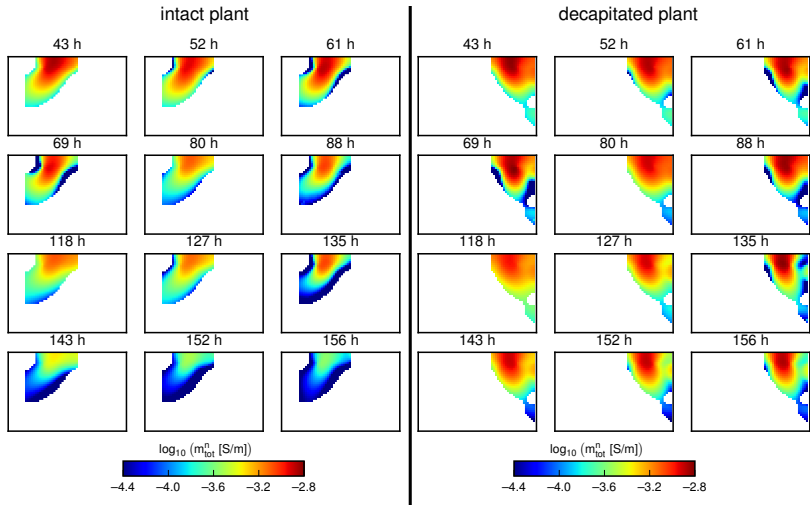 intact plant
decapitated plant
43 h 52 h 61 h
43 h 52 h 61 h
69 h 80 h 88 h
69 h 80 h 88 h
118 h 127 h 135 h
118 h 127 h 135 h
143 h 152 h 156 h
143 h 152 h 156 h
log₁₀ (mⁿₜₒₜ [S/m])
−4.4 −4.0 −3.6 −3.2 −2.8
log₁₀ (mⁿₜₒₜ [S/m])
−4.4 −4.0 −3.6 −3.2 −2.8